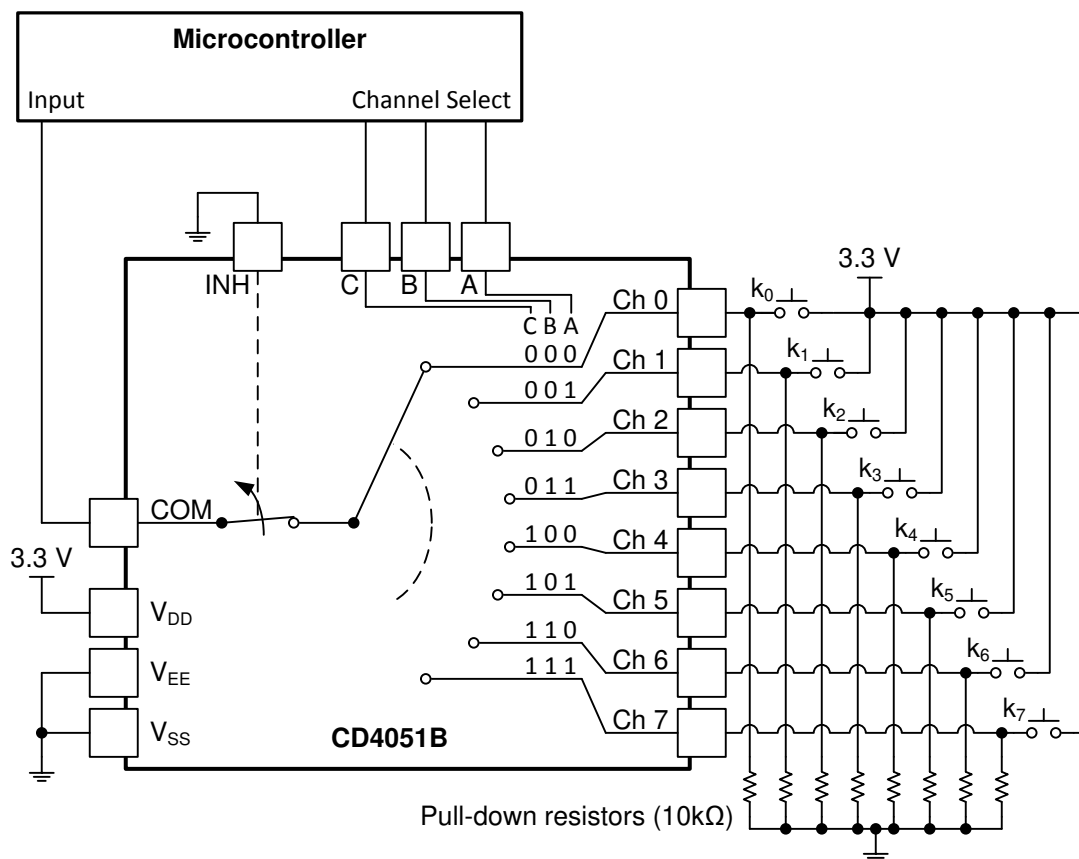 Microcontroller
Input
Channel Select
INH
C
B
A
3.3 V
C B A
Ch 0
k0
0 0 0
Ch 1
k1
0 0 1
Ch 2
k2
0 1 0
Ch 3
k3
0 1 1
COM
Ch 4
k4
1 0 0
3.3 V
Ch 5
k5
1 0 1
VDD
Ch 6
k6
1 1 0
VEE
Ch 7
k7
1 1 1
VSS
CD4051B
Pull-down resistors (10kΩ)